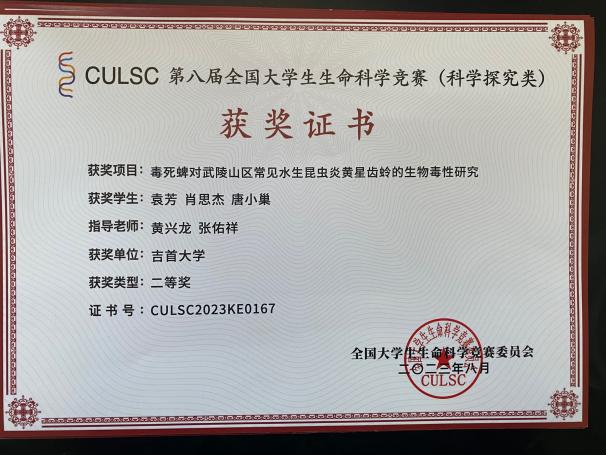 CULSC 第八届全国大学生生命科学竞赛（科学探究类）
获奖证书
获奖项目：毒死蜱对武陵山区常见水生昆虫炎黄星齿蛉的生物毒性研究
获奖学生：袁芳 肖思杰 唐小巢
指导老师：黄兴龙 张佑祥
获奖单位：吉首大学
获奖类型：二等奖
证书号：CULSC2023KE0167
全国大学生生命科学竞赛委员会
二〇二三年八月
CULSC